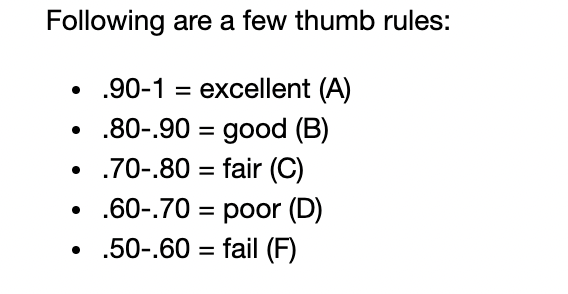 Following are a few thumb rules:
• .90-1 = excellent (A)
• .80-.90 = good (B)
• .70-.80 = fair (C)
• .60-.70 = poor (D)
• .50-.60 = fail (F)